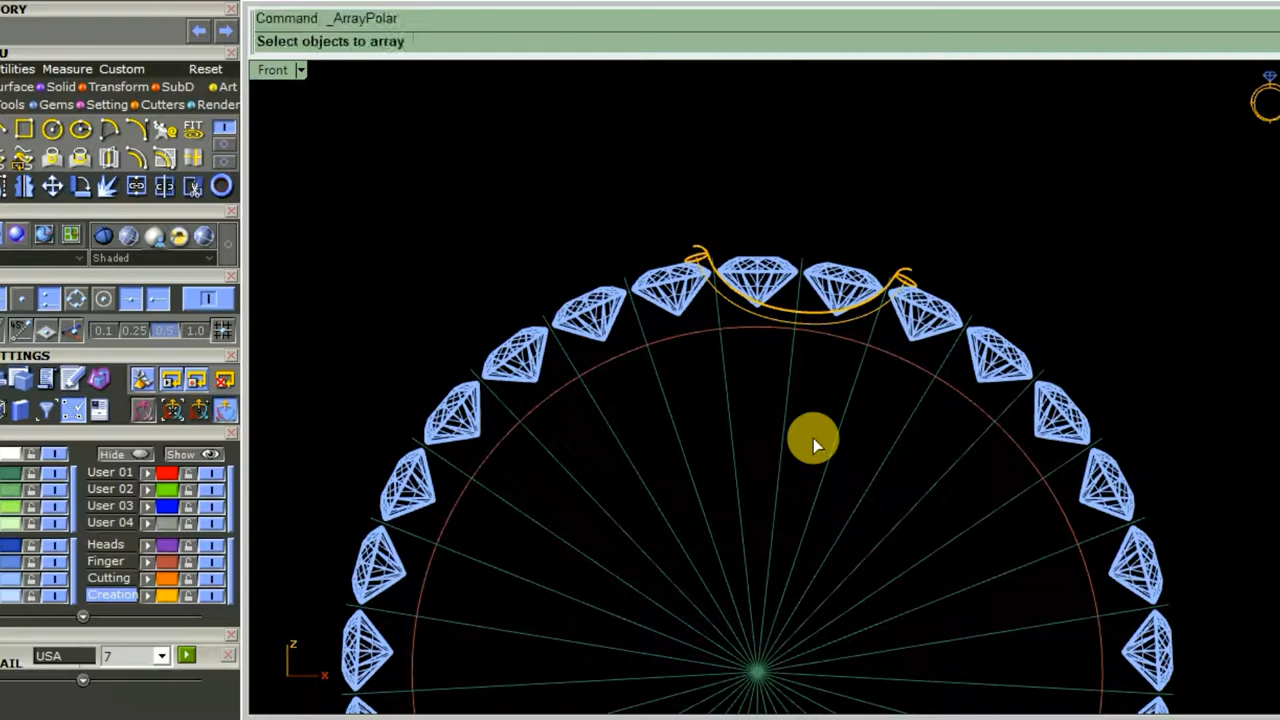 ORY
Command _ArrayPolar
Select objects to array
U
tilities Measure Custom Reset
urface Solid Transform SubD Art
ools Gems Setting Cutters Render
FIT
Front
Shaded
0.1 0.25 0.5 1.0
TTINGS
Hide Show
User 01
User 02
User 03
User 04
Heads
Finger
Cutting
Creation
AIL USA 7
z
x